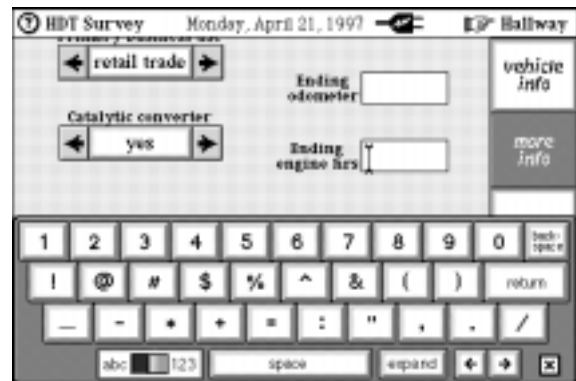 ? HDT Survey Monday, April 21, 1997 Hallway
retail trade
vehicle
info
Ending
odometer
Catalytic converter
yes
more
info
Ending
engine hrs
1 2 3 4 5 6 7 8 9 0 back-
space
! @ # $ % ^ & ( ) return
_ - * + = : " , . /
abc 123 space expand